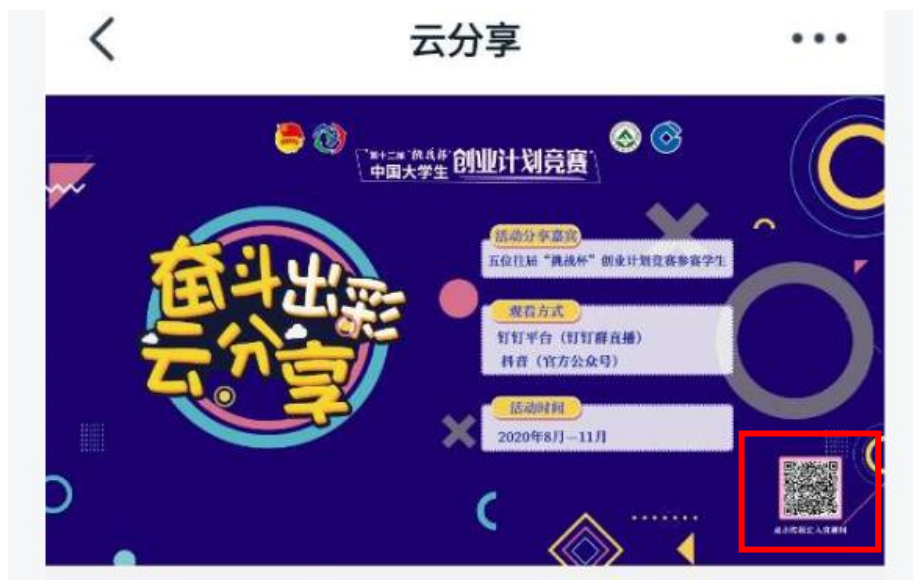 云分享
第十二届“挑战杯”
中国大学生创业计划竞赛
奋斗出彩
云分享
活动分享嘉宾
五位往届“挑战杯”创业计划竞赛参赛学生
观看方式
钉钉平台（钉钉群直播）
抖音（官方公众号）
活动时间
2020年8月—11月